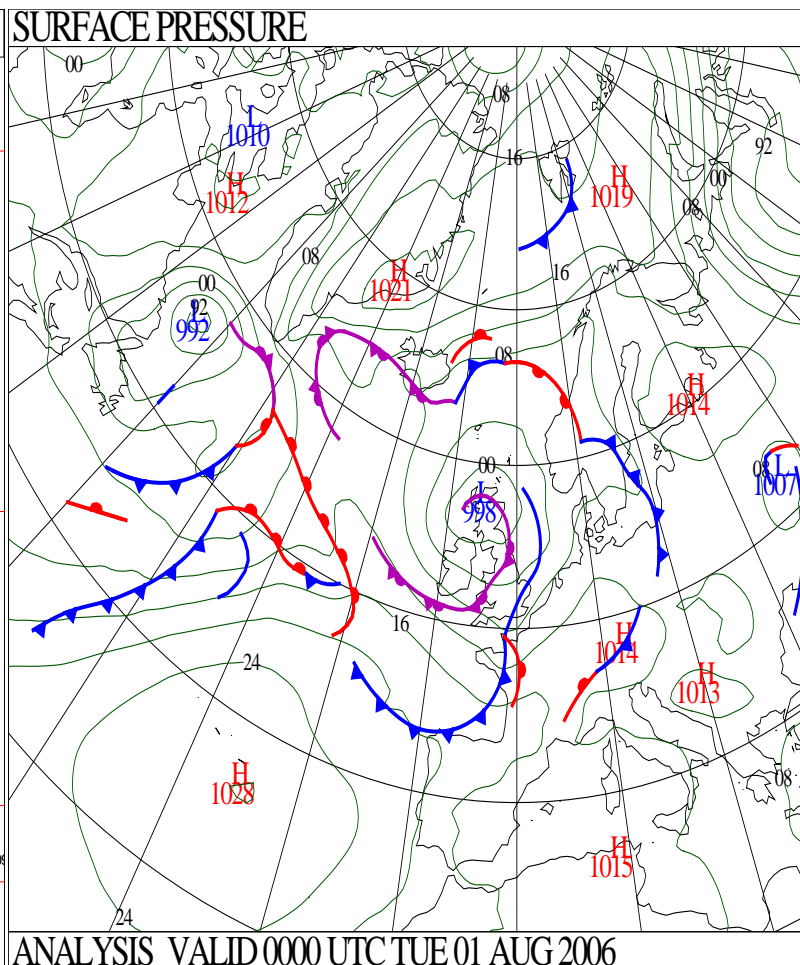 SURFACE PRESSURE
00
08
L
1010
92
16
H
1012
H
1019
00
08
08
H
1021
16
00
92
L
992
08
H
1014
00
L
998
08
L
1007
16
H
1014
24
H
1013
H
1028
08
H
1015
24
ANALYSIS VALID 0000 UTC TUE 01 AUG 2006